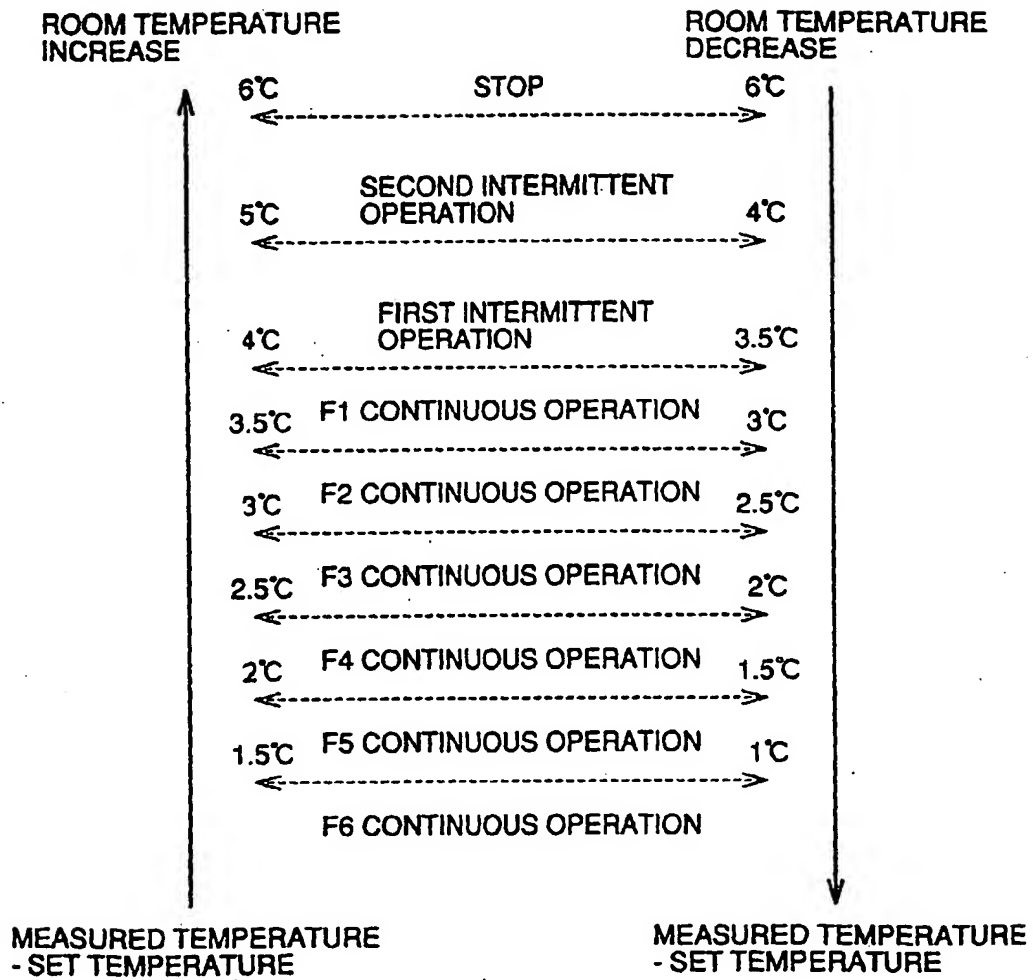 ROOM TEMPERATURE
INCREASE
ROOM TEMPERATURE
DECREASE
6℃ STOP 6℃
SECOND INTERMITTENT
OPERATION
5℃ 4℃
FIRST INTERMITTENT
OPERATION
4℃ 3.5℃
F1 CONTINUOUS OPERATION
3.5℃ 3℃
F2 CONTINUOUS OPERATION
3℃ 2.5℃
F3 CONTINUOUS OPERATION
2.5℃ 2℃
F4 CONTINUOUS OPERATION
2℃ 1.5℃
F5 CONTINUOUS OPERATION
1.5℃ 1℃
F6 CONTINUOUS OPERATION
MEASURED TEMPERATURE
- SET TEMPERATURE
MEASURED TEMPERATURE
- SET TEMPERATURE